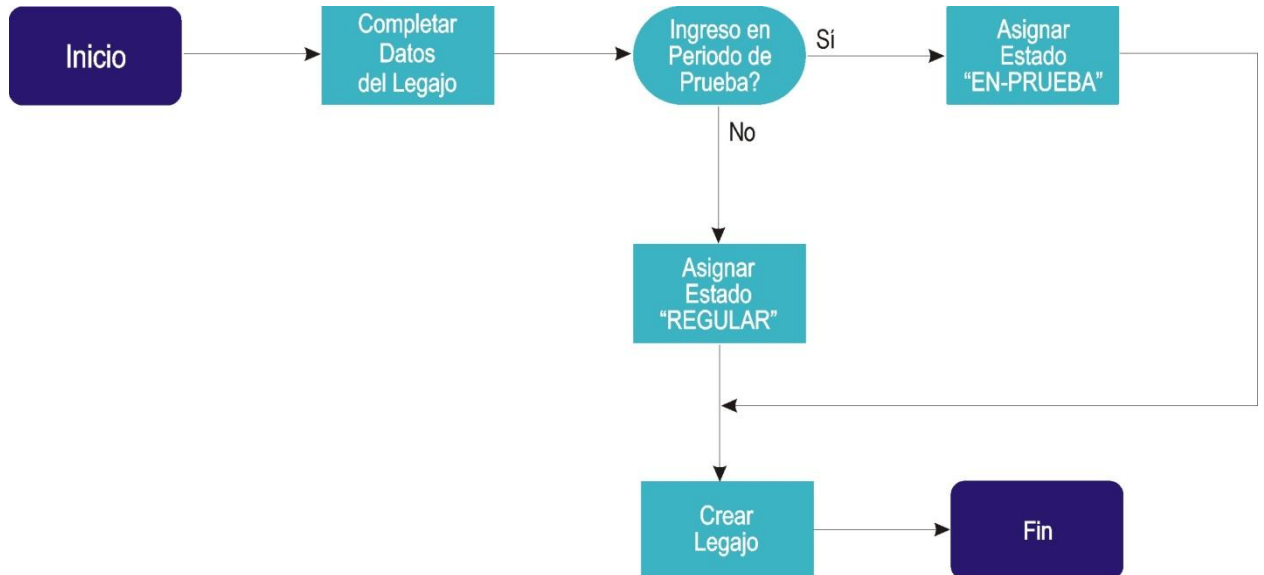 Inicio
Completar
Datos
del Legajo
Ingreso en
Periodo de
Prueba?
Sí
Asignar
Estado
“EN-PRUEBA”
No
Asignar
Estado
“REGULAR”
Crear
Legajo
Fin